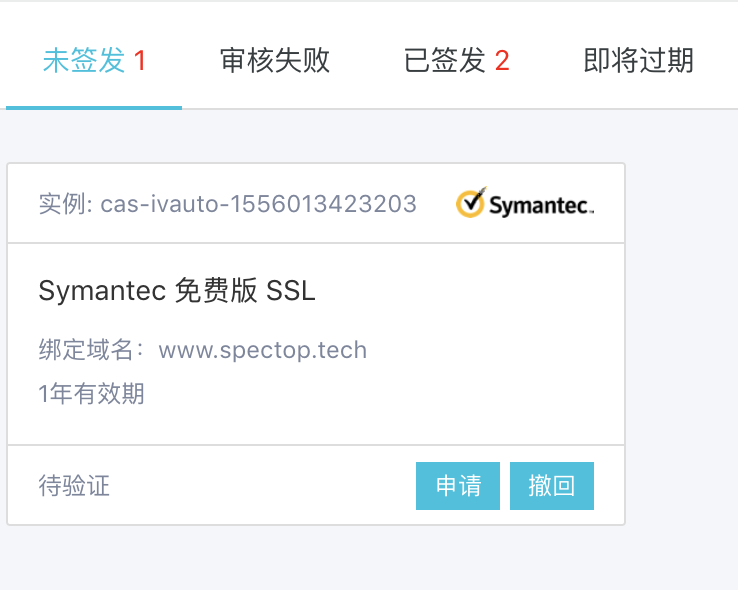 未签发 1 审核失败 已签发 2 即将过期
实例: cas-ivauto-1556013423203 Symantec™
Symantec 免费版 SSL
绑定域名：www.spectop.tech
1年有效期
待验证 申请 撤回